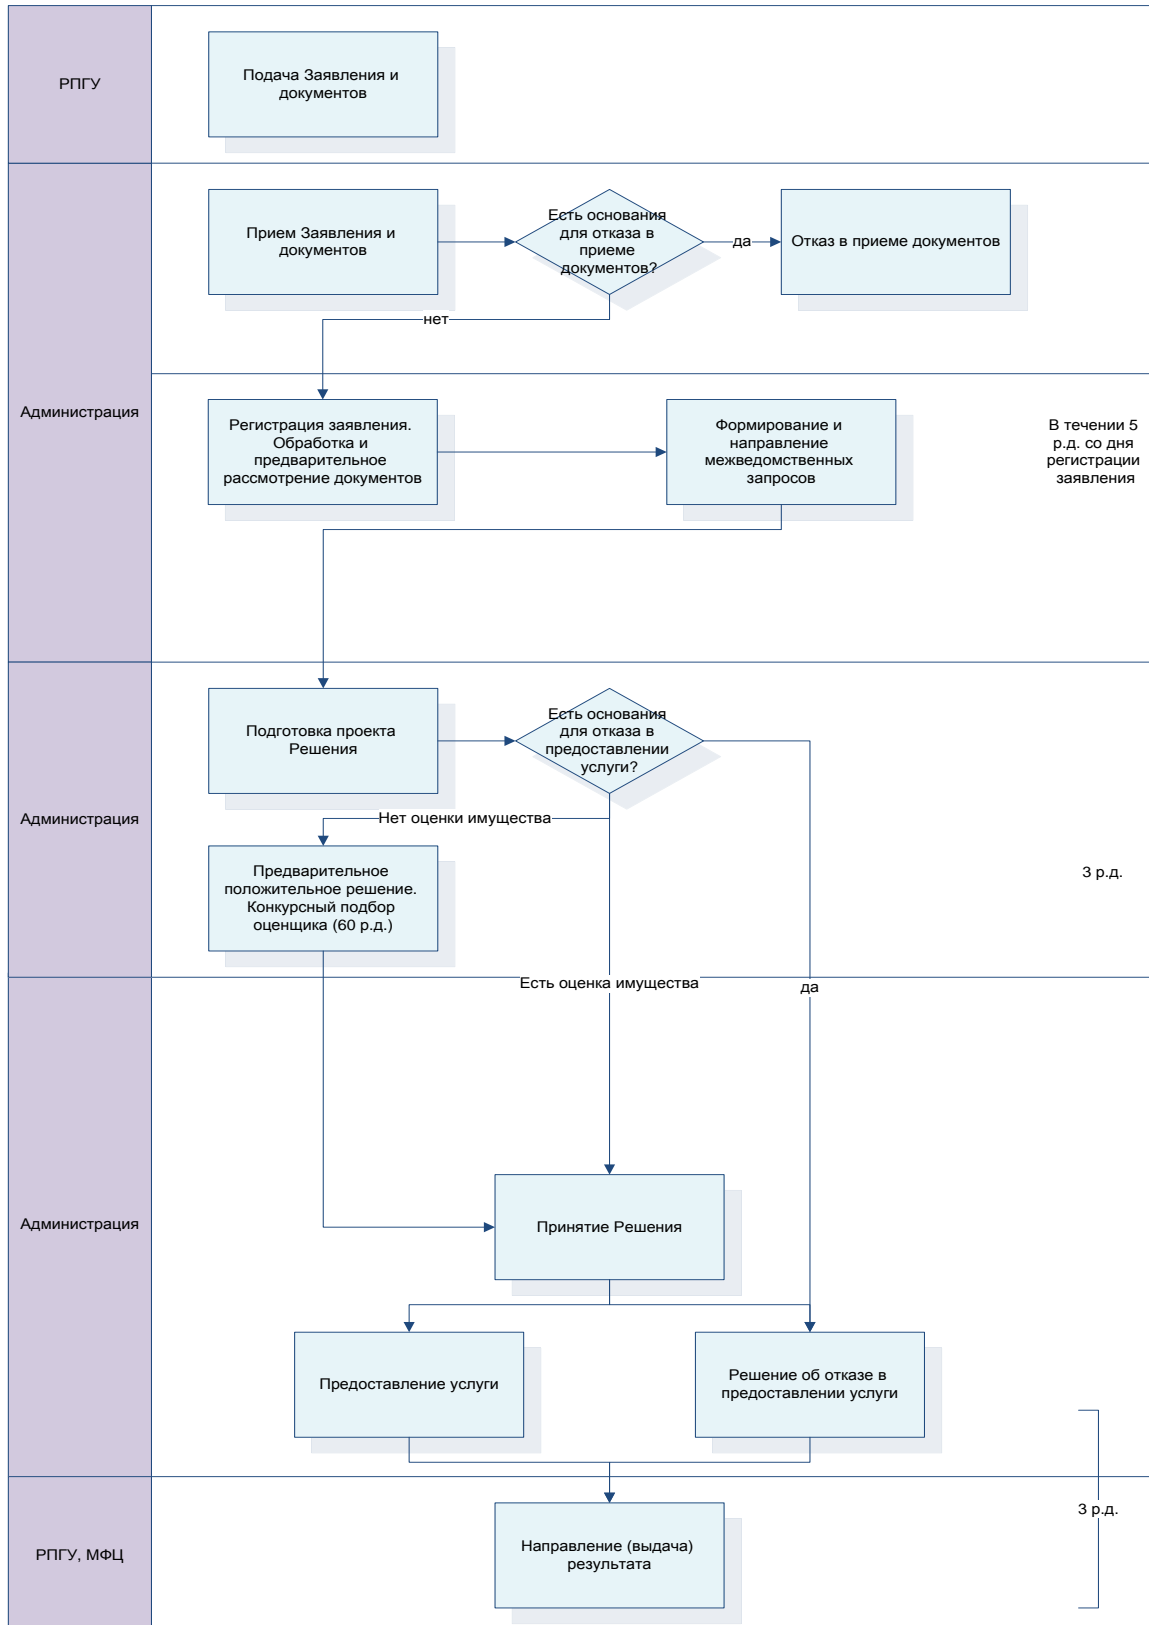 РПГУ
Подача Заявления и
документов
Администрация
Прием Заявления и
документов
Есть основания
для отказа в
приеме
документов?
да
Отказ в приеме документов
нет
Регистрация заявления.
Обработка и
предварительное
рассмотрение документов
Формирование и
направление
межведомственных
запросов
В течении 5
р.д. со дня
регистрации
заявления
Администрация
Подготовка проекта
Решения
Есть основания
для отказа в
предоставлении
услуги?
Нет оценки имущества
Предварительное
положительное решение.
Конкурсный подбор
оценщика (60 р.д.)
3 р.д.
Есть оценка имущества
да
Администрация
Принятие Решения
Предоставление услуги
Решение об отказе в
предоставлении услуги
3 р.д.
РПГУ, МФЦ
Направление (выдача)
результата